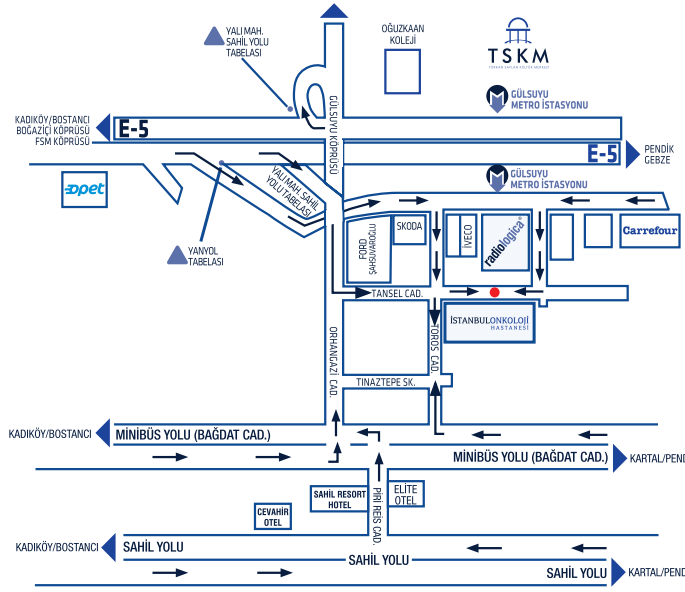 YALI MAH.
SAHİL YOLU
TABELASI
OĞUZKAAN
KOLEJİ
TSKM
GÜLSUYU
METRO İSTASYONU
KADIKÖY/BOSTANCI
BOĞAZİÇİ KÖPRÜSÜ
FSM KÖPRÜSÜ
E-5
GÜLSUYU KÖPRÜSÜ
E-5
PENDİK
GEBZE
GÜLSUYU
METRO İSTASYONU
opet
YALI MAH. SAHİL
YOLU TABELASI
YANYOL
TABELASI
FORD
ŞAHSUVAROĞLU
SKODA
İVECO
radiologica
Carrefour
TANSEL CAD.
İSTANBULONKOLOJİ
HASTANESİ
ORHANGAZİ CAD.
TOROS CAD.
TINAZTEPE SK.
KADIKÖY/BOSTANCI
MİNİBÜS YOLU (BAĞDAT CAD.)
MİNİBÜS YOLU (BAĞDAT CAD.)
KARTAL/PEND
SAHIL RESORT
HOTEL
ELİTE
OTEL
CEVAHİR
OTEL
PİRİ REİS CAD.
KADIKÖY/BOSTANCI
SAHİL YOLU
SAHİL YOLU
SAHİL YOLU
KARTAL/PEND